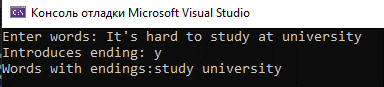 Консоль отладки Microsoft Visual Studio
Enter words: It's hard to study at university
Introduces ending: y
Words with endings:study university